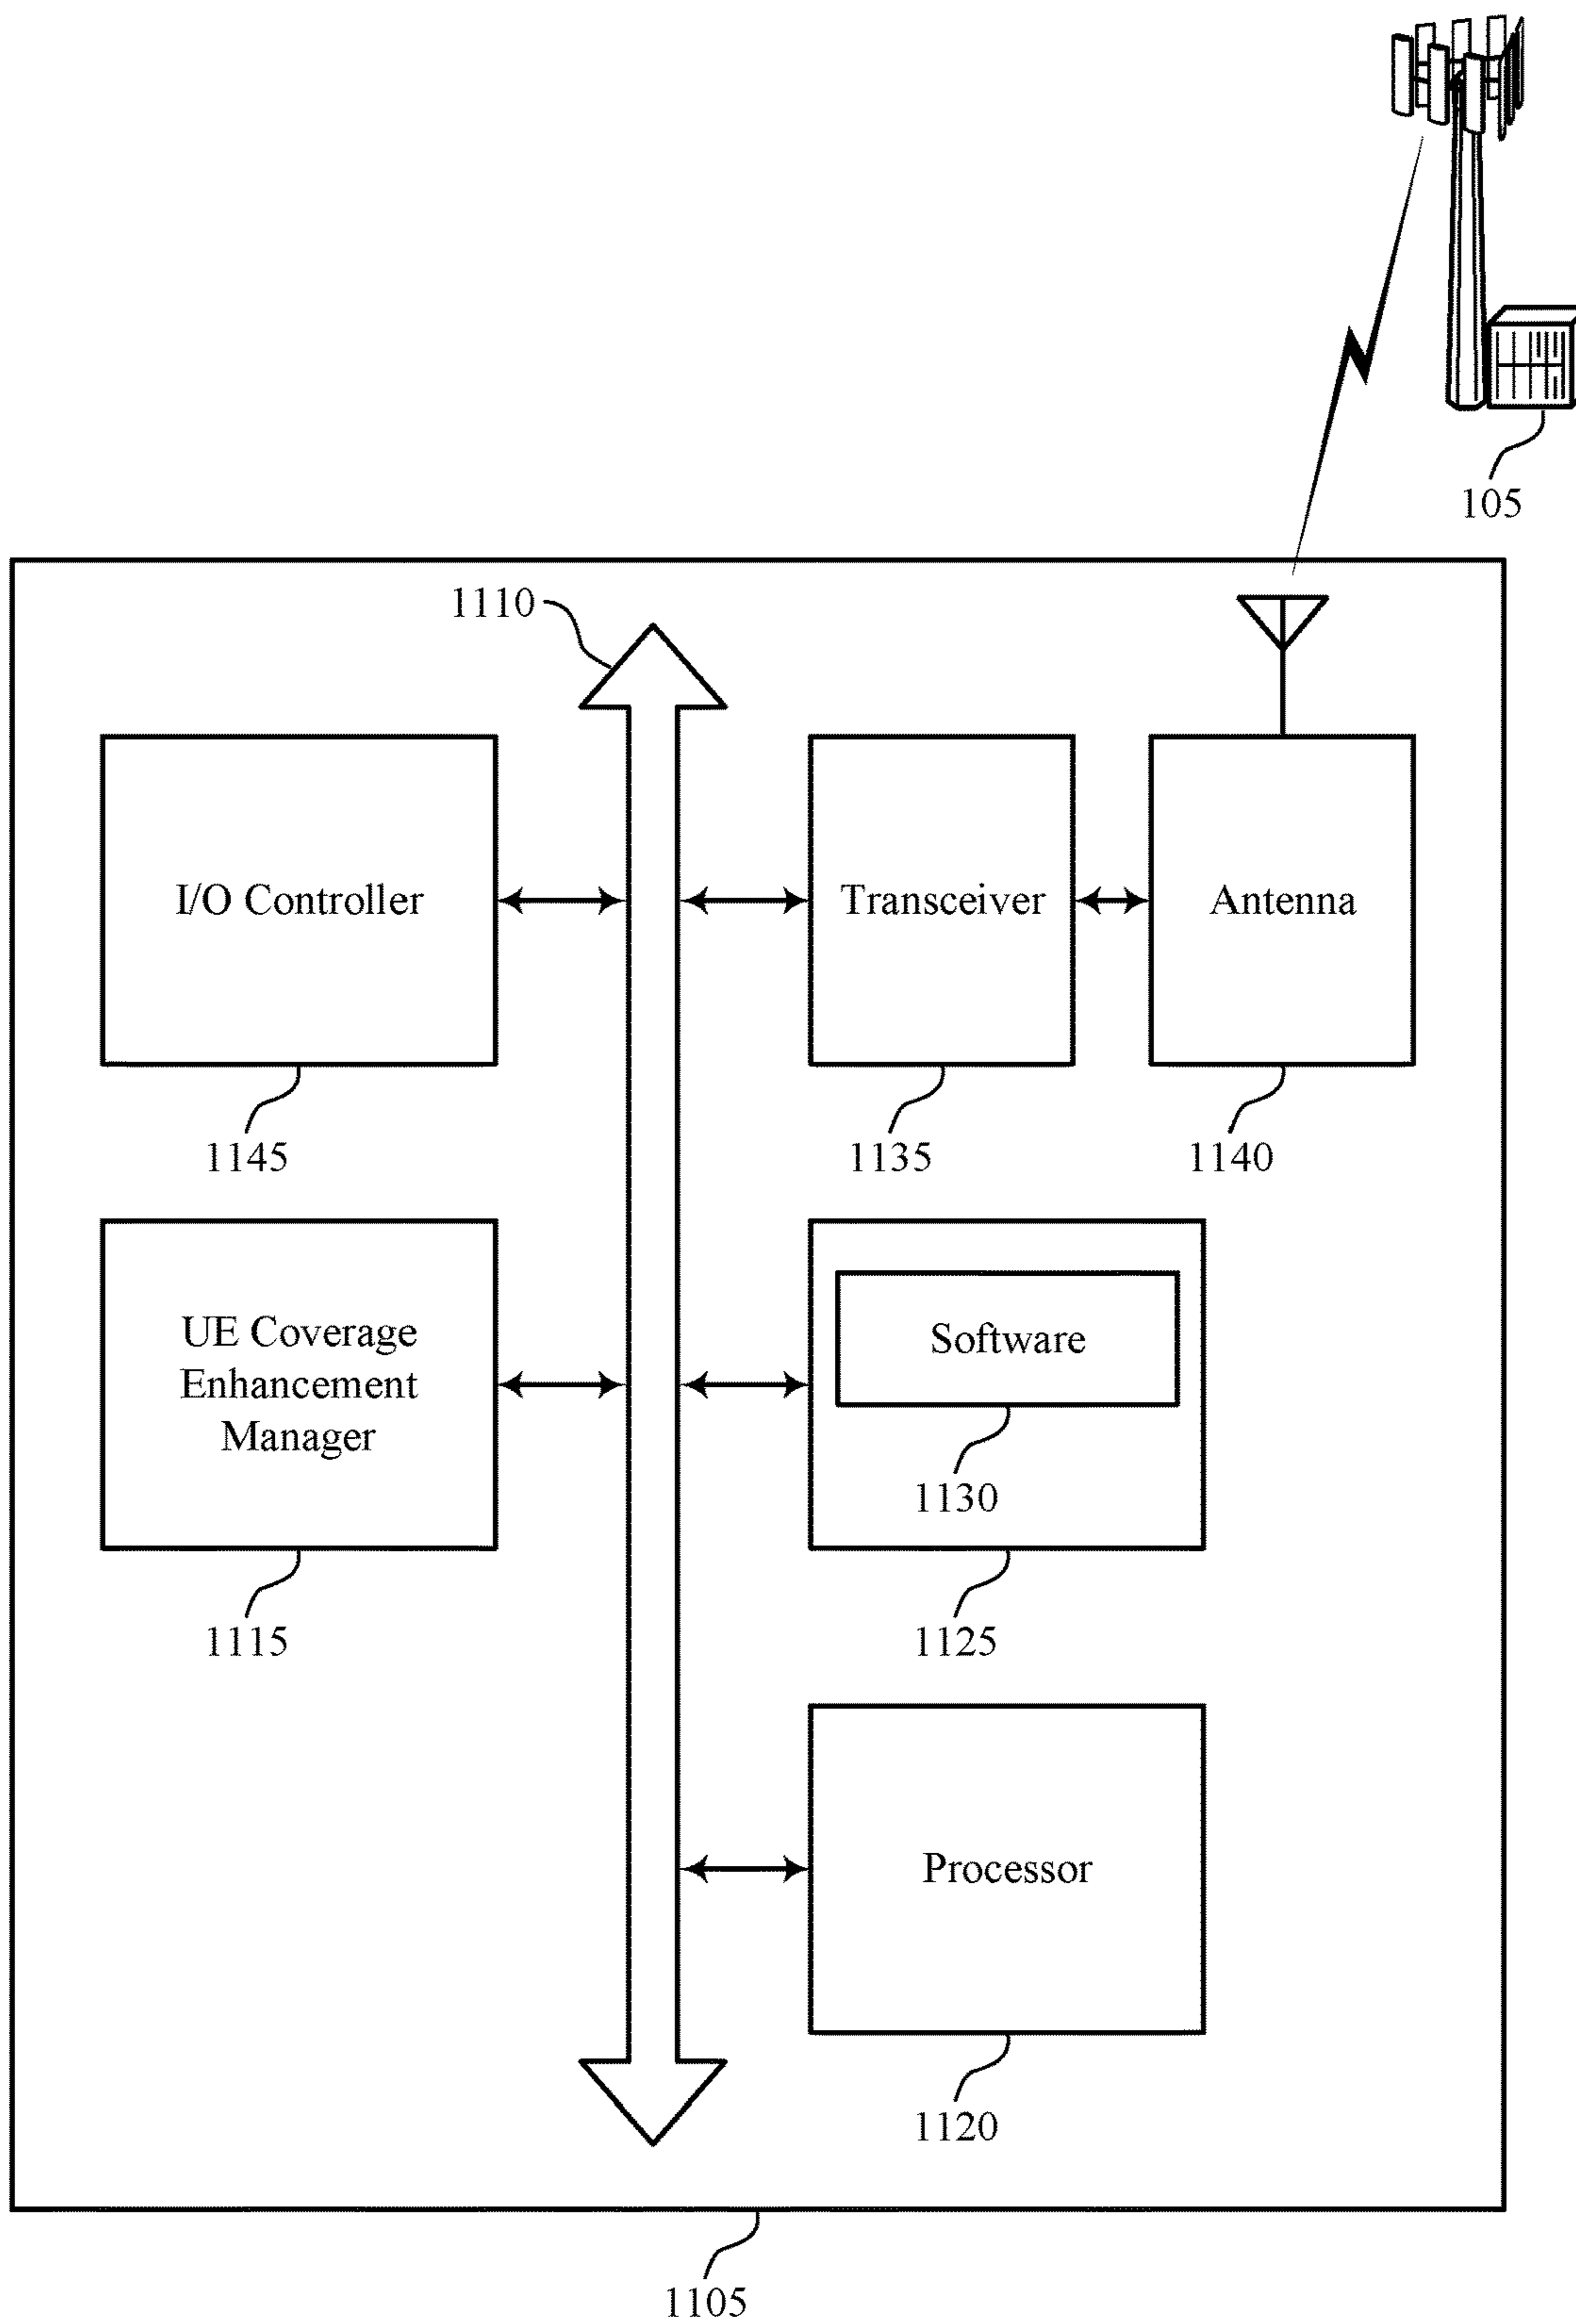 105
1110
I/O Controller
Transceiver
Antenna
1145
1135
1140
UE Coverage
Enhancement
Manager
Software
1130
1115
1125
Processor
1120
1105